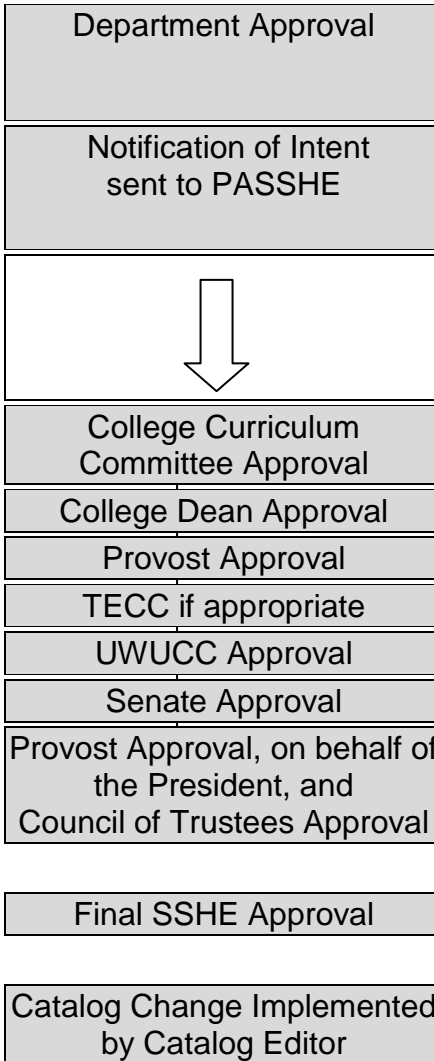 Department Approval
Notification of Intent
sent to PASSHE
College Curriculum
Committee Approval
College Dean Approval
Provost Approval
TECC if appropriate
UWUCC Approval
Senate Approval
Provost Approval, on behalf of
the President, and
Council of Trustees Approval
Final SSHE Approval
Catalog Change Implemented
by Catalog Editor